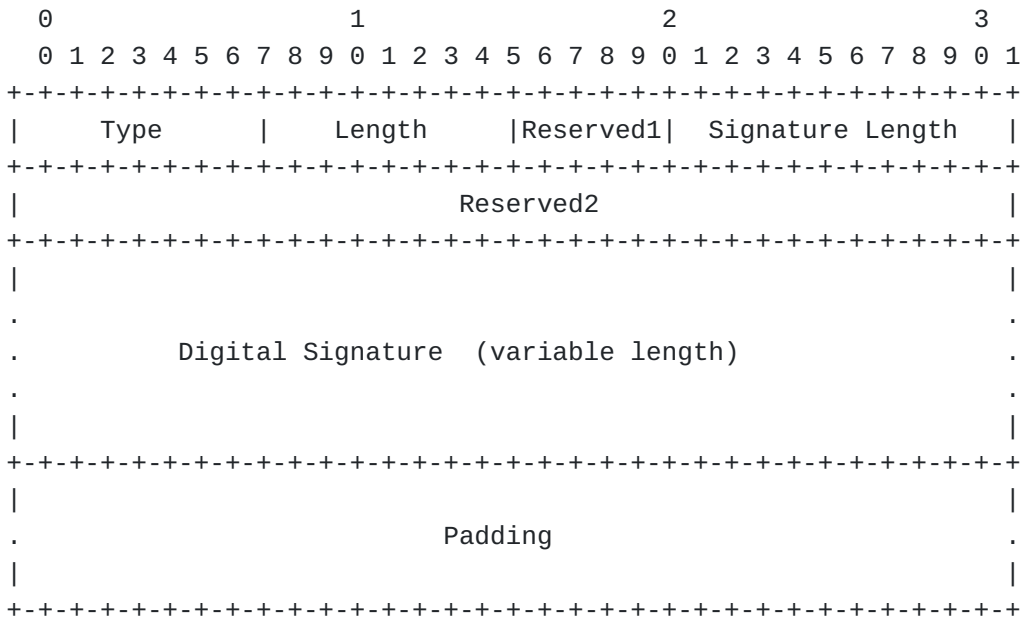 0                   1                   2                   3
 0 1 2 3 4 5 6 7 8 9 0 1 2 3 4 5 6 7 8 9 0 1 2 3 4 5 6 7 8 9 0 1
+-+-+-+-+-+-+-+-+-+-+-+-+-+-+-+-+-+-+-+-+-+-+-+-+-+-+-+-+-+-+-+-+
|     Type      |    Length     |Reserved1|  Signature Length   |
+-+-+-+-+-+-+-+-+-+-+-+-+-+-+-+-+-+-+-+-+-+-+-+-+-+-+-+-+-+-+-+-+
|                            Reserved2                          |
+-+-+-+-+-+-+-+-+-+-+-+-+-+-+-+-+-+-+-+-+-+-+-+-+-+-+-+-+-+-+-+-+
|                                                               |
.                                                               .
.          Digital Signature  (variable length)                 .
.                                                               .
|                                                               |
+-+-+-+-+-+-+-+-+-+-+-+-+-+-+-+-+-+-+-+-+-+-+-+-+-+-+-+-+-+-+-+-+
|                                                               |
.                           Padding                             .
|                                                               |
+-+-+-+-+-+-+-+-+-+-+-+-+-+-+-+-+-+-+-+-+-+-+-+-+-+-+-+-+-+-+-+-+